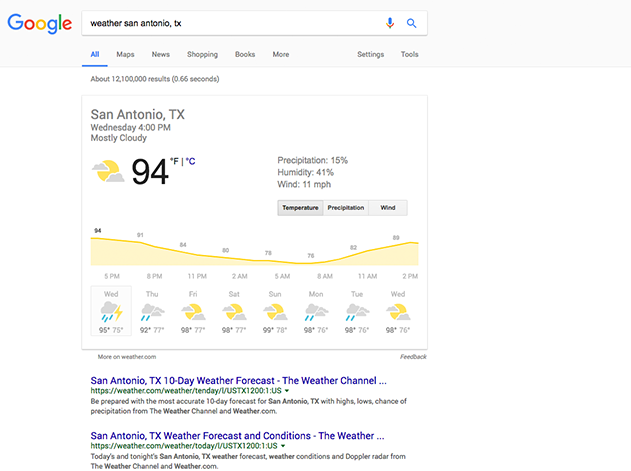 Google
weather san antonio, tx
All Maps News Shopping Books More Settings Tools
About 12,100,000 results (0.66 seconds)
San Antonio, TX
Wednesday 4:00 PM
Mostly Cloudy
94 °F | °C
Precipitation: 15%
Humidity: 41%
Wind: 11 mph
Temperature Precipitation Wind
94 91 84 80 78 76 82 89
5 PM 8 PM 11 PM 2 AM 5 AM 8 AM 11 AM 2 PM
Wed Thu Fri Sat Sun Mon Tue Wed
95° 75° 92° 77° 98° 77° 98° 77° 99° 78° 98° 76° 98° 76° 98° 76°
More on weather.com Feedback
San Antonio, TX 10-Day Weather Forecast - The Weather Channel ...
https://weather.com/weather/tenday/l/USTX1200:1:US
Be prepared with the most accurate 10-day forecast for San Antonio, TX with highs, lows, chance of
precipitation from The Weather Channel and Weather.com.
San Antonio, TX Weather Forecast and Conditions - The Weather ...
https://weather.com/weather/today/l/USTX1200:1:US
Today's and tonight's San Antonio, TX weather forecast, weather conditions and Doppler radar from
The Weather Channel and Weather.com.